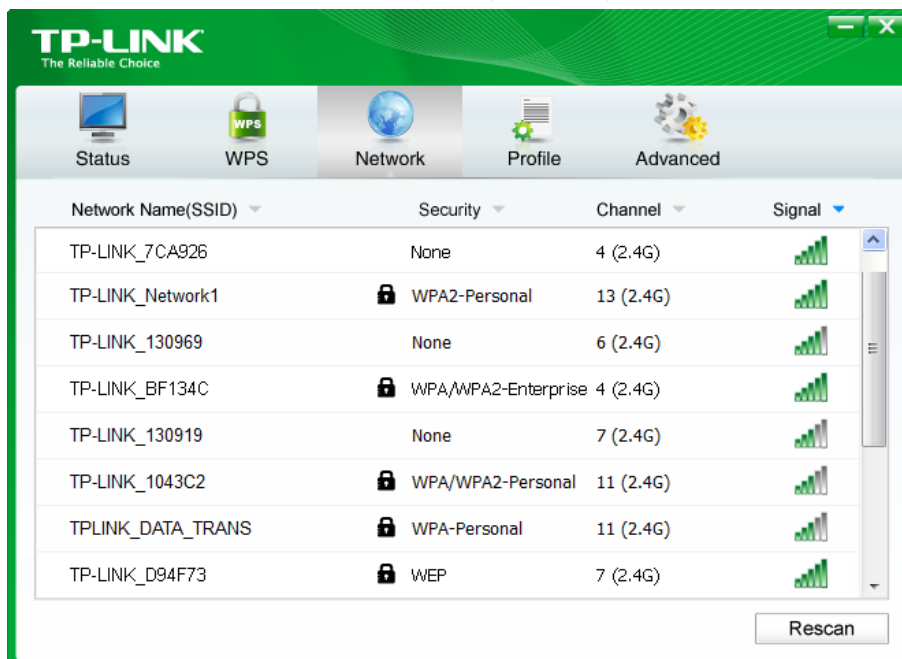 TP-LINK
The Reliable Choice
WPS
Status WPS Network Profile Advanced
Network Name(SSID) Security Channel Signal
TP-LINK_7CA926 None 4 (2.4G)
TP-LINK_Network1 WPA2-Personal 13 (2.4G)
TP-LINK_130969 None 6 (2.4G)
TP-LINK_BF134C WPA/WPA2-Enterprise 4 (2.4G)
TP-LINK_130919 None 7 (2.4G)
TP-LINK_1043C2 WPA/WPA2-Personal 11 (2.4G)
TPLINK_DATA_TRANS WPA-Personal 11 (2.4G)
TP-LINK_D94F73 WEP 7 (2.4G)
Rescan